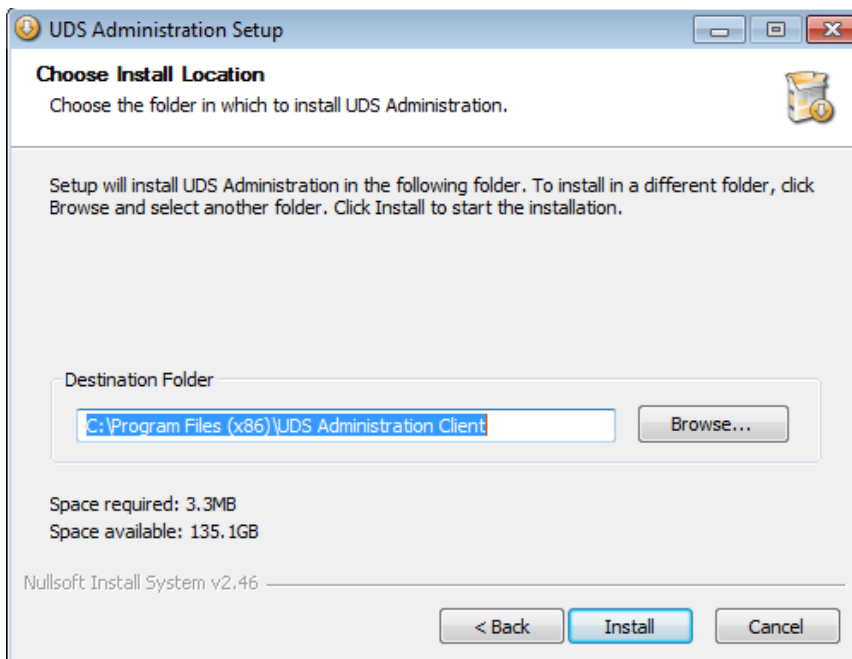 UDS Administration Setup
Choose Install Location
Choose the folder in which to install UDS Administration.
Setup will install UDS Administration in the following folder. To install in a different folder, click
Browse and select another folder. Click Install to start the installation.
Destination Folder
C:\Program Files (x86)\UDS Administration Client
Browse...
Space required: 3.3MB
Space available: 135.1GB
Nullsoft Install System v2.46
< Back
Install
Cancel